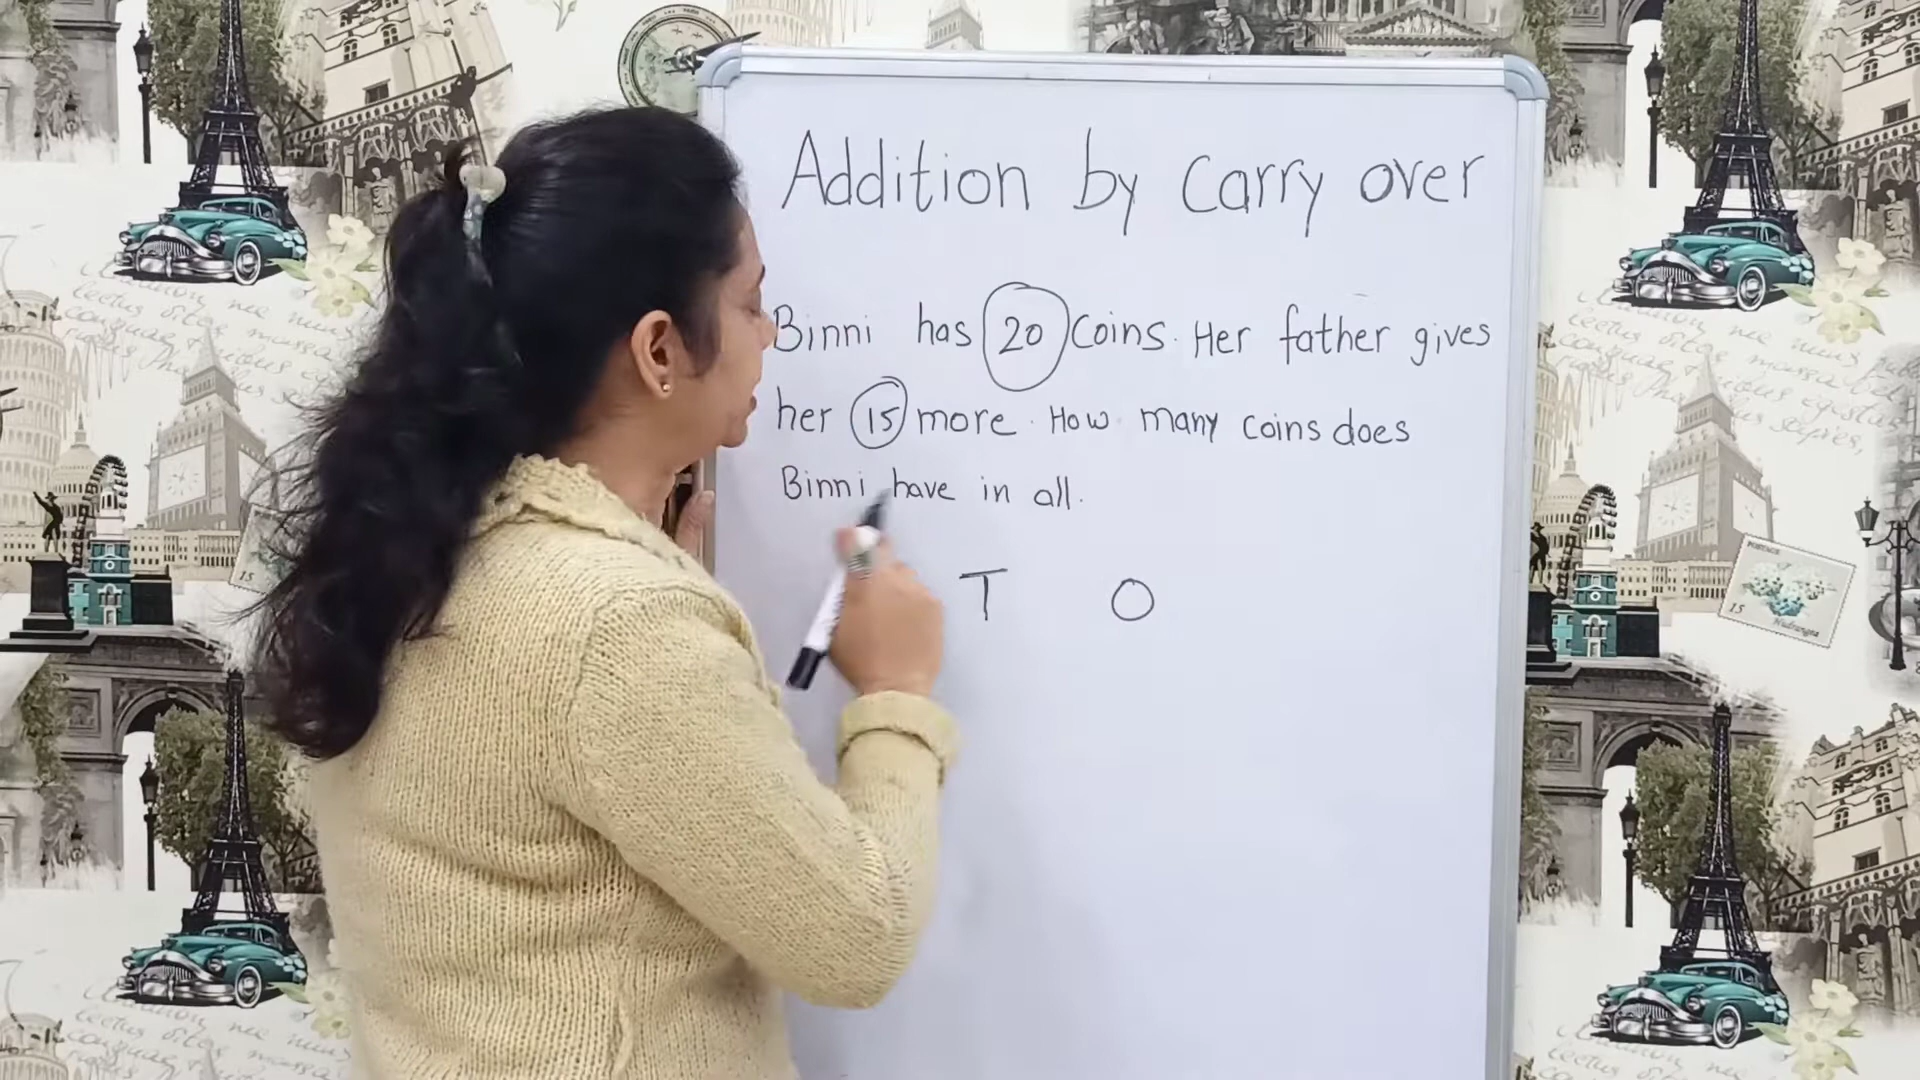 Addition by Carry over
Binni has 20 Coins. Her father gives
her 15 more. How many coins does
Binni have in all.
T O